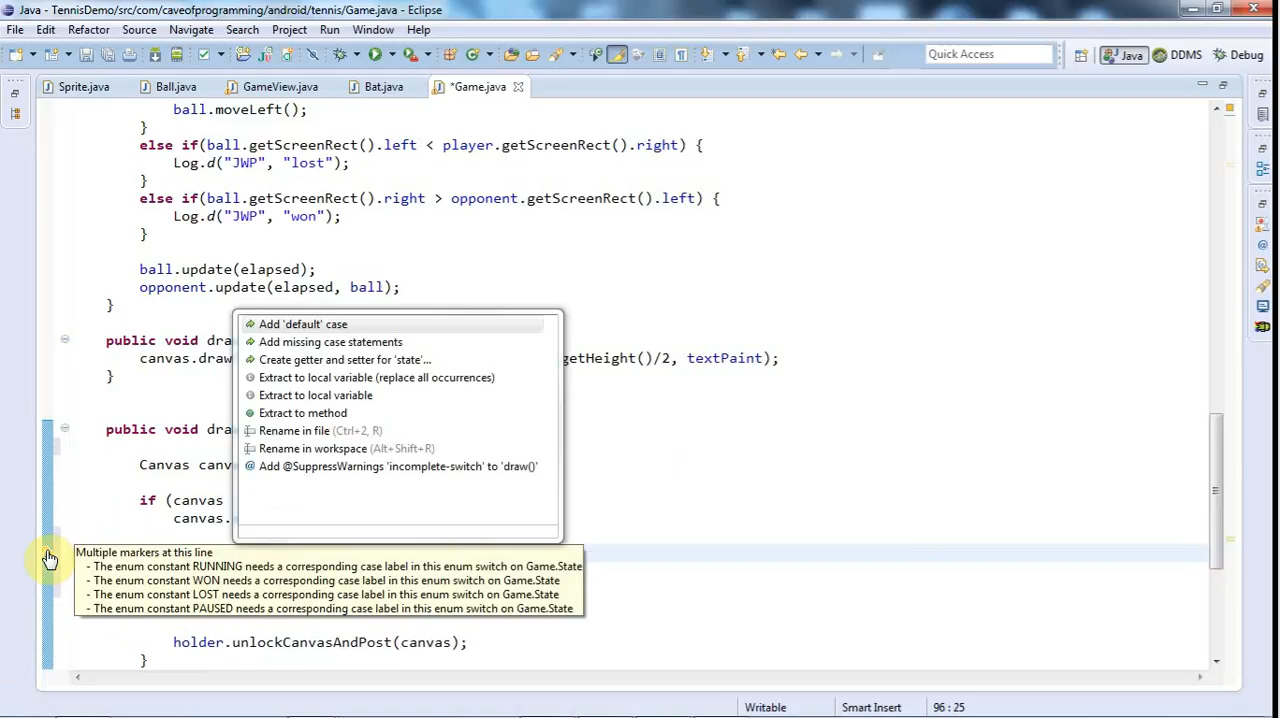 Java - TennisDemo/src/com/caveofprogramming/android/tennis/Game.java - Eclipse
File Edit Refactor Source Navigate Search Project Run Window Help
Quick Access
Java
DDMS
Debug
Sprite.java
Ball.java
GameView.java
Bat.java
*Game.java
ball.moveLeft();
}
else if(ball.getScreenRect().left < player.getScreenRect().right) {
Log.d("JWP", "lost");
}
else if(ball.getScreenRect().right > opponent.getScreenRect().left) {
Log.d("JWP", "won");
}
ball.update(elapsed);
opponent.update(elapsed, ball);
}
public void dra
canvas.draw
getHeight()/2, textPaint);
}
public void dra
Canvas canv
if (canvas
canvas.
Add 'default' case
Add missing case statements
Create getter and setter for 'state'...
Extract to local variable (replace all occurrences)
Extract to local variable
Extract to method
Rename in file (Ctrl+2, R)
Rename in workspace (Alt+Shift+R)
Add @SuppressWarnings 'incomplete-switch' to 'draw()'
Multiple markers at this line
- The enum constant RUNNING needs a corresponding case label in this enum switch on Game.State
- The enum constant WON needs a corresponding case label in this enum switch on Game.State
- The enum constant LOST needs a corresponding case label in this enum switch on Game.State
- The enum constant PAUSED needs a corresponding case label in this enum switch on Game.State
holder.unlockCanvasAndPost(canvas);
}
Writable
Smart Insert
96 : 25